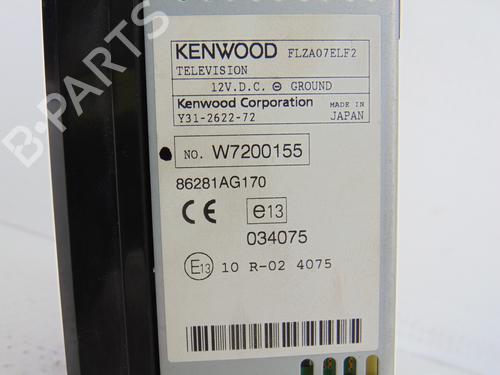 KENWOOD FLZA07ELF2
TELEVISION
12V.D.C. ⊖ GROUND
Kenwood Corporation MADE IN
Y31-2622-72 JAPAN
NO. W7200155
86281AG170
CE e13
034075
E13 10 R-02 4075
B-PARTS